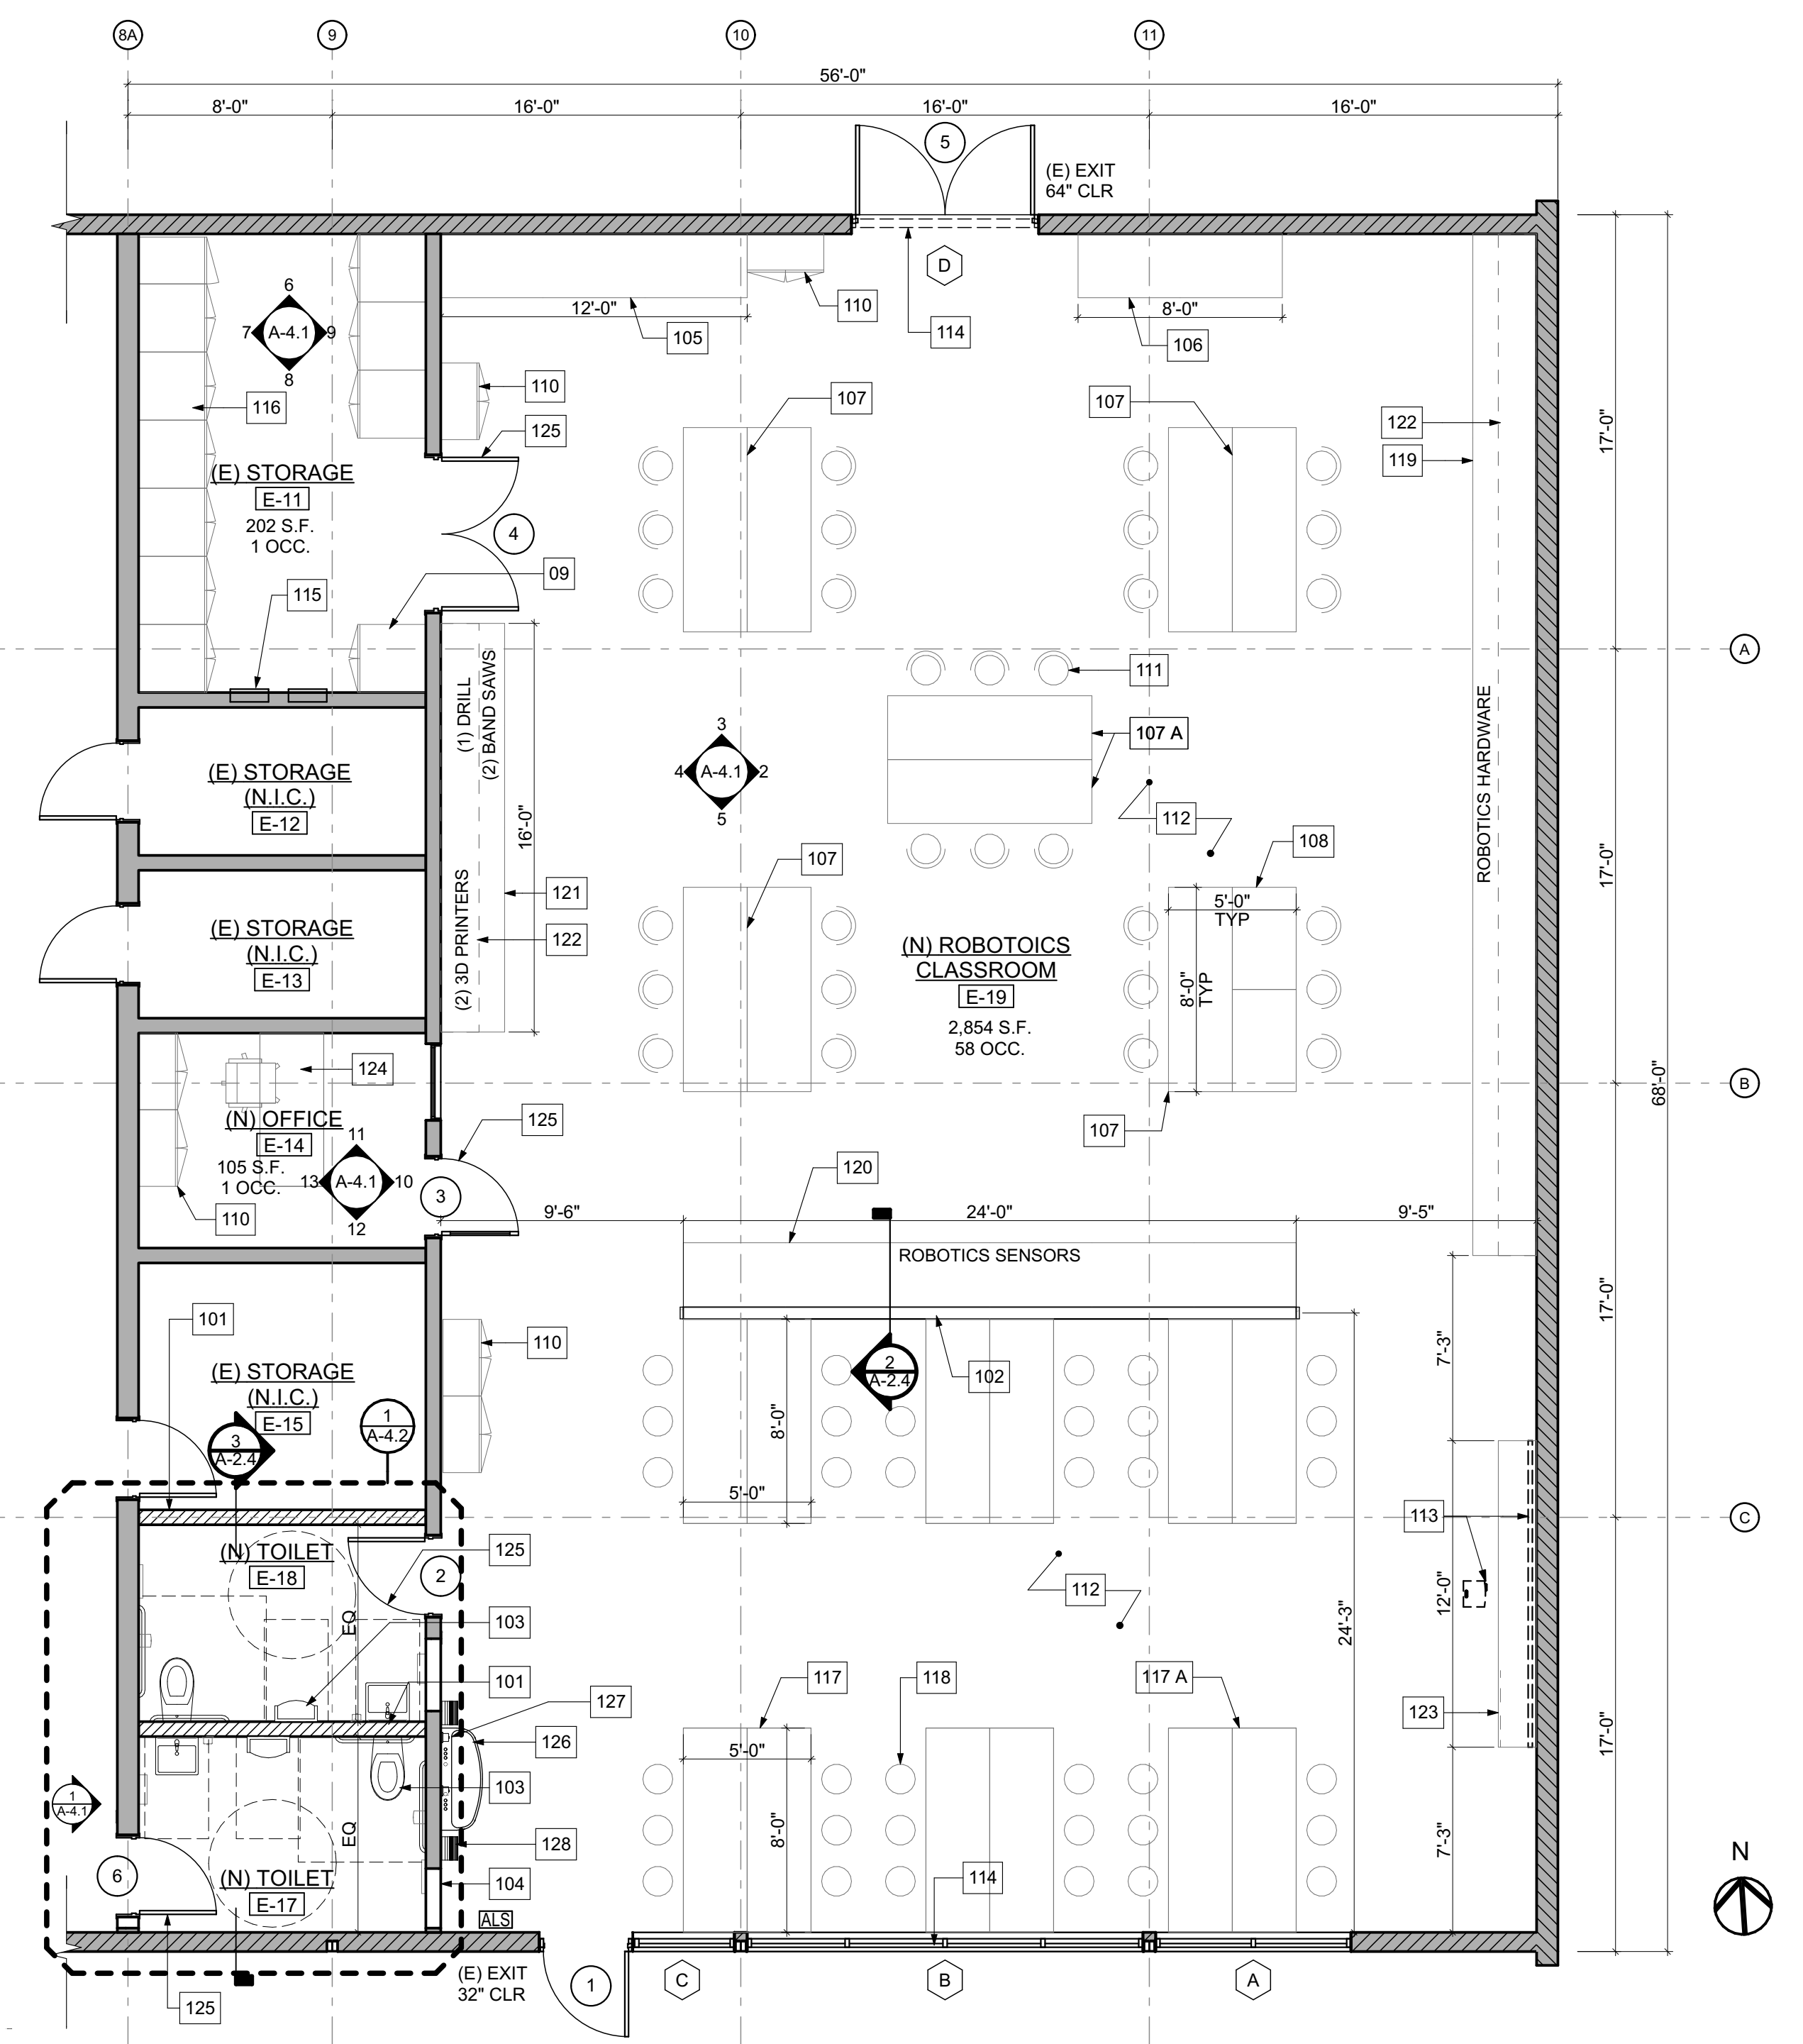 8A
9
10
11
56'-0"
8'-0"
16'-0"
16'-0"
16'-0"
5
(E) EXIT
64" CLR
D
6
7
A-4.1
9
8
12'-0"
105
110
114
8'-0"
106
110
116
107
107
125
122
119
17'-0"
(E) STORAGE
E-11
202 S.F.
1 OCC.
4
09
115
A
(1) DRILL
(2) BAND SAWS
111
ROBOTICS HARDWARE
3
4
A-4.1
2
5
107 A
(E) STORAGE
(N.I.C.)
E-12
16'-0"
112
108
107
17'-0"
121
5'-0"
TYP
(E) STORAGE
(N.I.C.)
E-13
(2) 3D PRINTERS
122
(N) ROBOTOICS
CLASSROOM
E-19
2,854 S.F.
58 OCC.
8'-0"
TYP
124
B
68'-0"
(N) OFFICE
E-14
105 S.F.
1 OCC.
11
13
A-4.1
10
12
125
107
110
3
120
9'-6"
24'-0"
9'-5"
ROBOTICS SENSORS
17'-0"
101
110
7'-3"
(E) STORAGE
(N.I.C.)
E-15
1
A-4.2
2
A-2.4
102
3
A-2.4
8'-0"
5'-0"
113
C
(N) TOILET
E-18
125
2
112
12'-0"
EQ
103
24'-3"
101
127
117
118
117 A
123
126
5'-0"
17'-0"
103
1
A-4.1
EQ
128
8'-0"
7'-3"
6
(N) TOILET
E-17
104
114
N
ALS
(E) EXIT
32" CLR
1
C
B
A
125